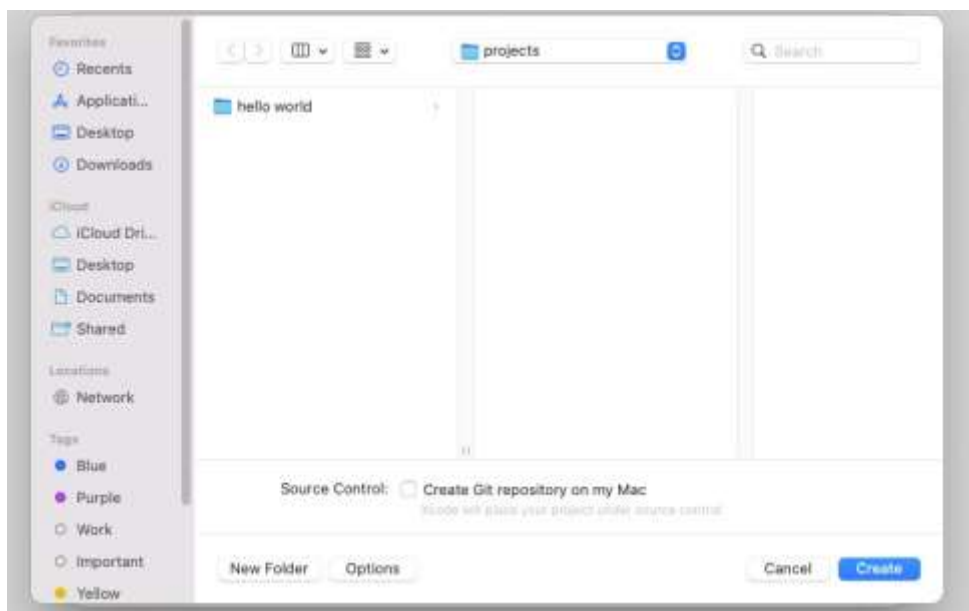 Favorites
Recents
Applicati...
Desktop
Downloads
iCloud
iCloud Dri...
Desktop
Documents
Shared
Locations
Network
Tags
Blue
Purple
Work
Important
Yellow
projects
Search
hello world
Source Control: Create Git repository on my Mac
Xcode will place your project under source control
New Folder Options Cancel Create